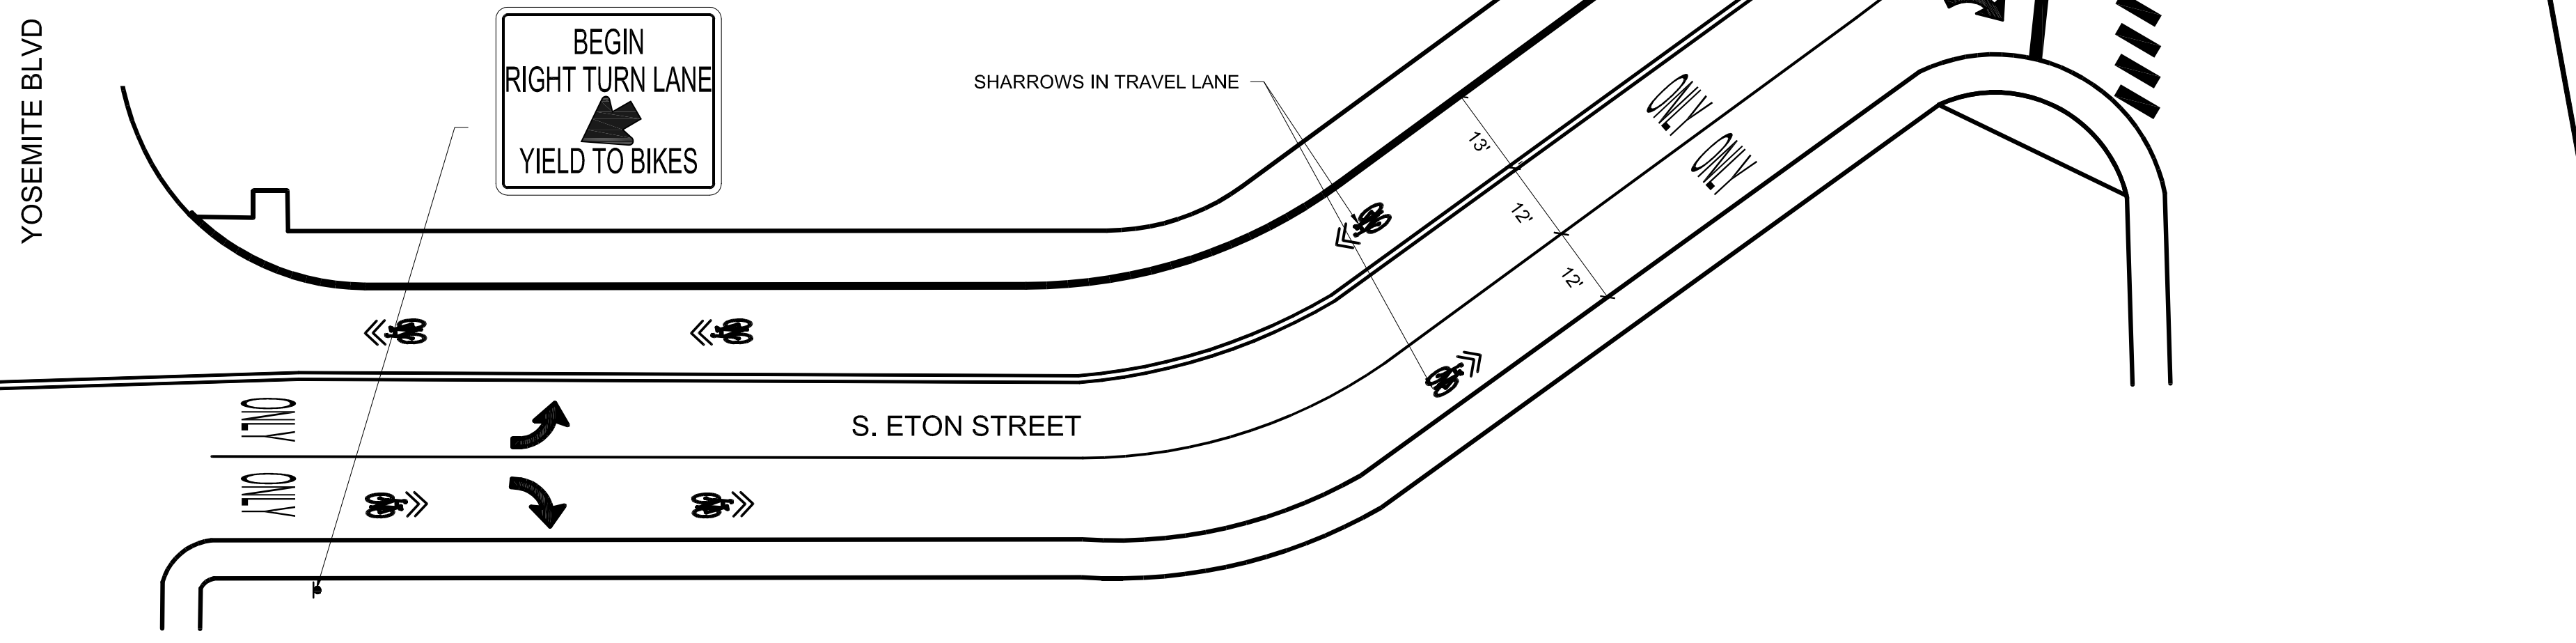 YOSEMITE BLVD
BEGIN
RIGHT TURN LANE
YIELD TO BIKES
SHARROWS IN TRAVEL LANE
ONLY
ONLY
13'
12'
12'
S. ETON STREET
ONLY
ONLY